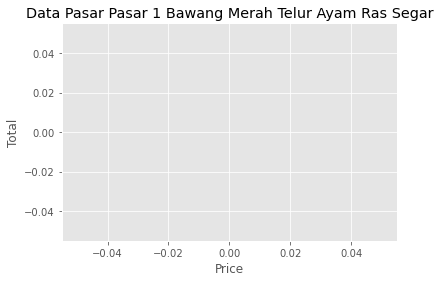 Data Pasar Pasar 1 Bawang Merah Telur Ayam Ras Segar
0.04
0.02
0.00
−0.02
−0.04
Total
−0.04 −0.02 0.00 0.02 0.04
Price